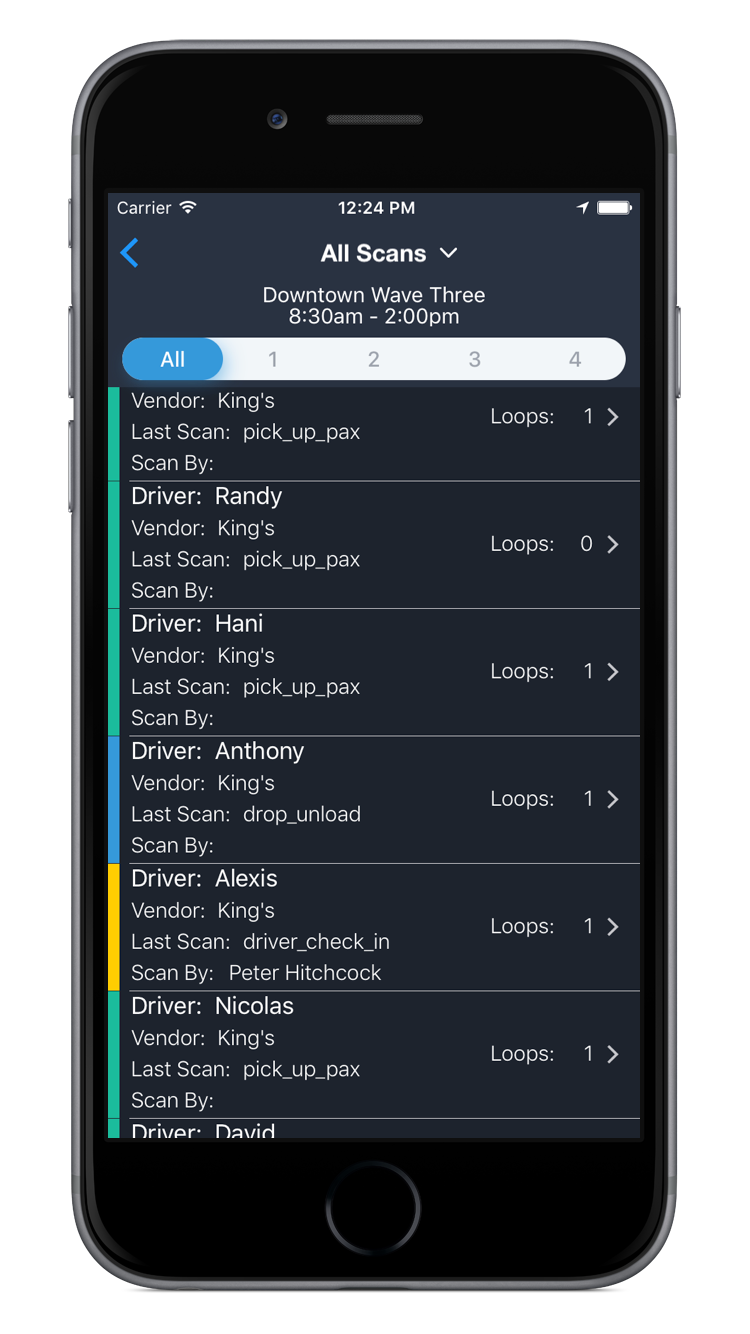 Carrier 12:24 PM
All Scans
Downtown Wave Three
8:30am - 2:00pm
All 1 2 3 4
Vendor: King's
Last Scan: pick_up_pax
Loops: 1
Scan By:
Driver: Randy
Vendor: King's
Last Scan: pick_up_pax
Loops: 0
Scan By:
Driver: Hani
Vendor: King's
Last Scan: pick_up_pax
Loops: 1
Scan By:
Driver: Anthony
Vendor: King's
Last Scan: drop_unload
Loops: 1
Scan By:
Driver: Alexis
Vendor: King's
Last Scan: driver_check_in
Loops: 1
Scan By: Peter Hitchcock
Driver: Nicolas
Vendor: King's
Last Scan: pick_up_pax
Loops: 1
Scan By:
Driver: David